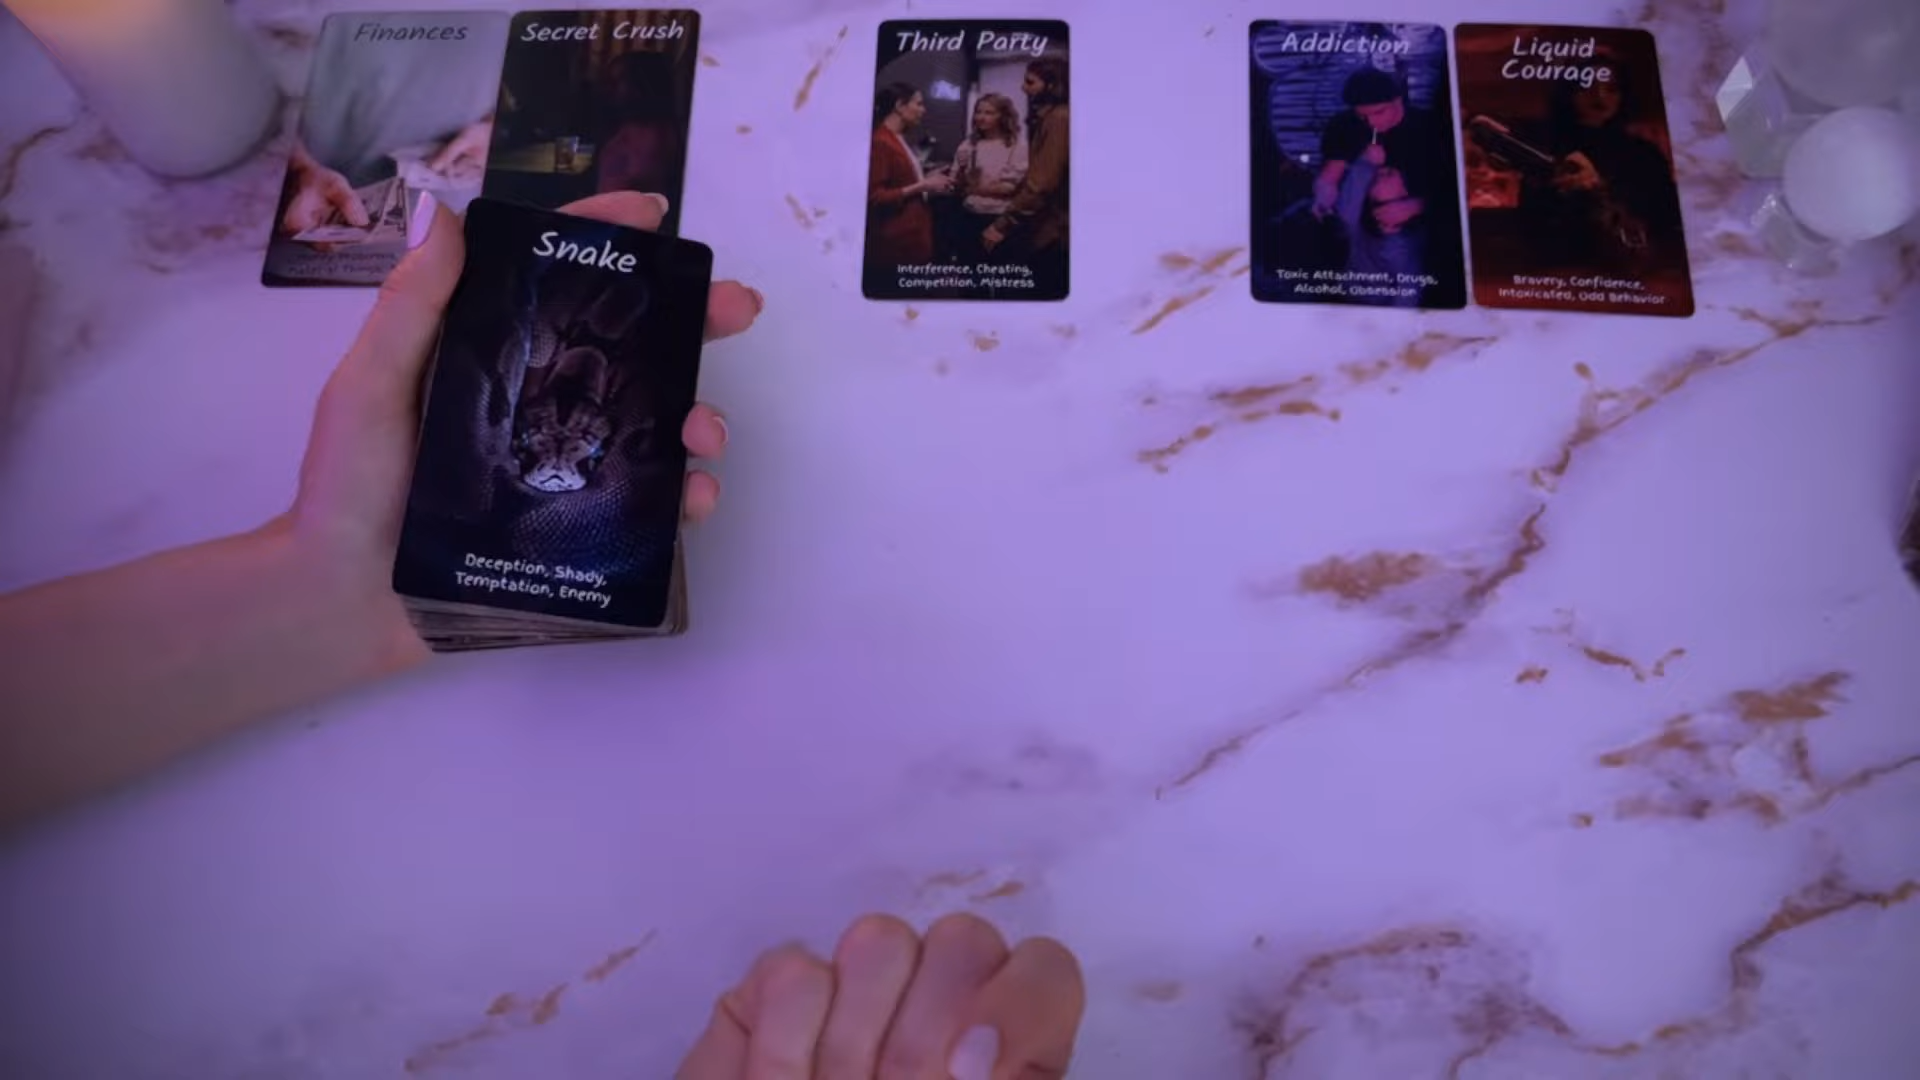 Finances
Secret Crush
Third Party
Interference, Cheating,
Competition, Mistress
Addiction
Toxic Attachment, Drugs,
Alcohol, Obsession
Liquid
Courage
Bravery, Confidence,
Intoxicated, Odd Behavior
Snake
Deception, Shady,
Temptation, Enemy